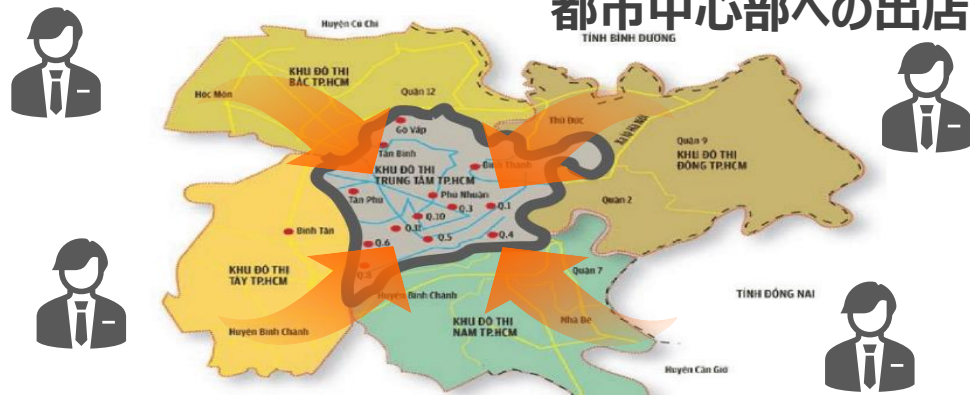 都市中心部への出店
Huyện Củ Chi
TỈNH BÌNH DƯƠNG
KHU ĐÔ THỊ
BẮC TP.HCM
Hóc Môn
Quận 12
Thủ Đức
Xa lộ Hà Nội
Gò Vấp
Quận 9
KHU ĐÔ THỊ
ĐÔNG TP.HCM
Tân Bình
Bình Thạnh
KHU ĐÔ THỊ
TRUNG TÂM TP.HCM
Tân Phú
Phú Nhuận
Quận 2
Q.3
Q.1
Q.10
Bình Tân
Q.11
Q.5
Q.4
Q.6
Q.8
KHU ĐÔ THỊ
TÂY TP.HCM
Quận 7
Huyện Bình Chánh
TỈNH ĐỒNG NAI
KHU ĐÔ THỊ
NAM TP.HCM
Nhà Bè
Huyện Bình Chánh
Huyện Cần Giờ